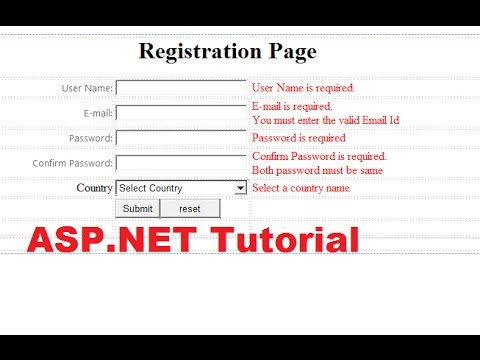 Registration Page
User Name: User Name is required.
E-mail: E-mail is required.
You must enter the valid Email Id
Password: Password is required
Confirm Password: Confirm Password is required.
Both password must be same
Country Select Country Select a country name
Submit reset
ASP.NET Tutorial